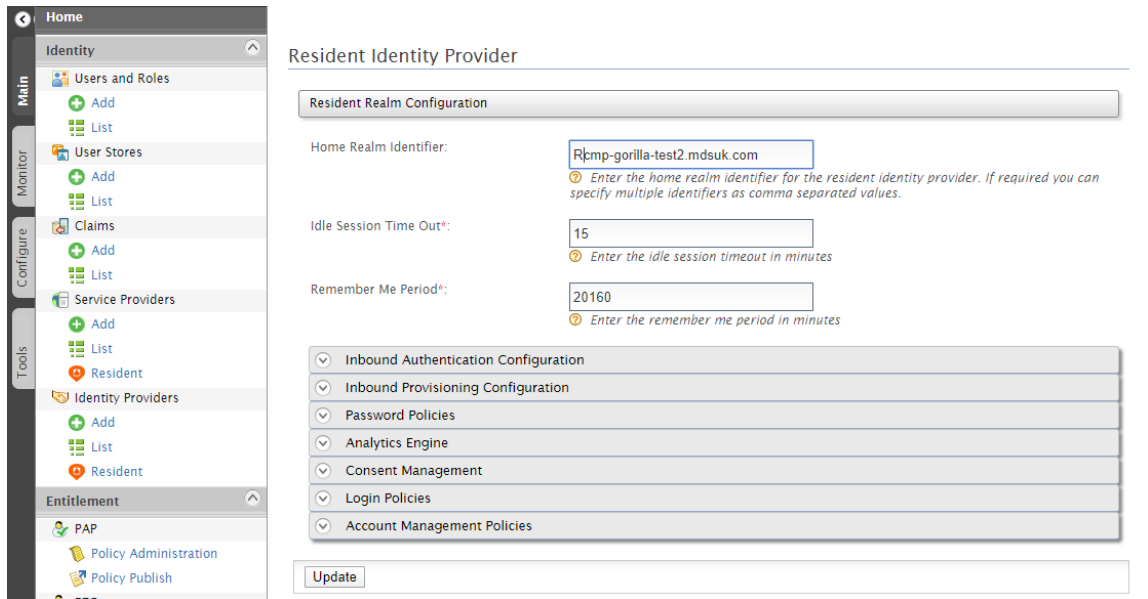 Home
Identity
Users and Roles
Add
List
User Stores
Add
List
Claims
Add
List
Service Providers
Add
List
Resident
Identity Providers
Add
List
Resident
Entitlement
PAP
Policy Administration
Policy Publish
Main
Monitor
Configure
Tools
Resident Identity Provider
Resident Realm Configuration
Home Realm Identifier:
Rcmp-gorilla-test2.mdsuk.com
Enter the home realm identifier for the resident identity provider. If required you can
specify multiple identifiers as comma separated values.
Idle Session Time Out*:
15
Enter the idle session timeout in minutes
Remember Me Period*:
20160
Enter the remember me period in minutes
Inbound Authentication Configuration
Inbound Provisioning Configuration
Password Policies
Analytics Engine
Consent Management
Login Policies
Account Management Policies
Update